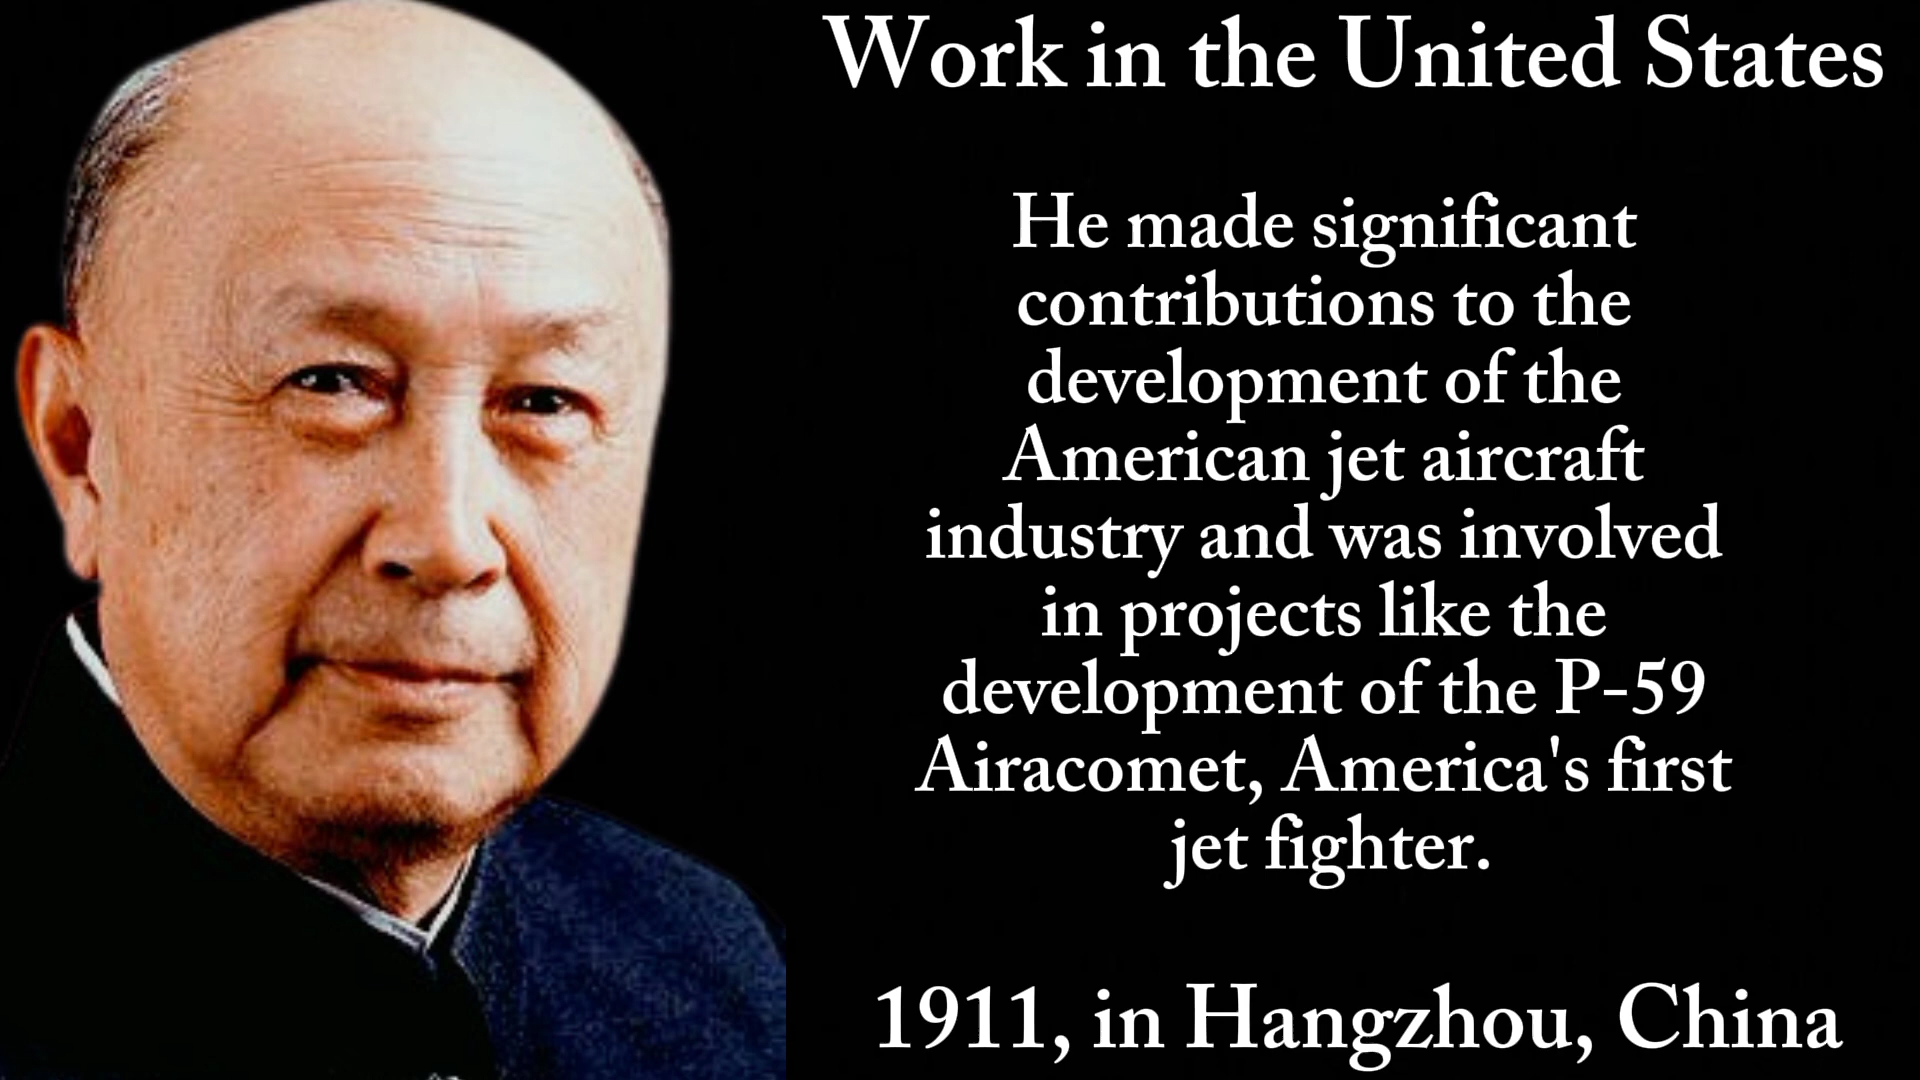 Work in the United States
He made significant
contributions to the
development of the
American jet aircraft
industry and was involved
in projects like the
development of the P-59
Airacomet, America's first
jet fighter.
1911, in Hangzhou, China